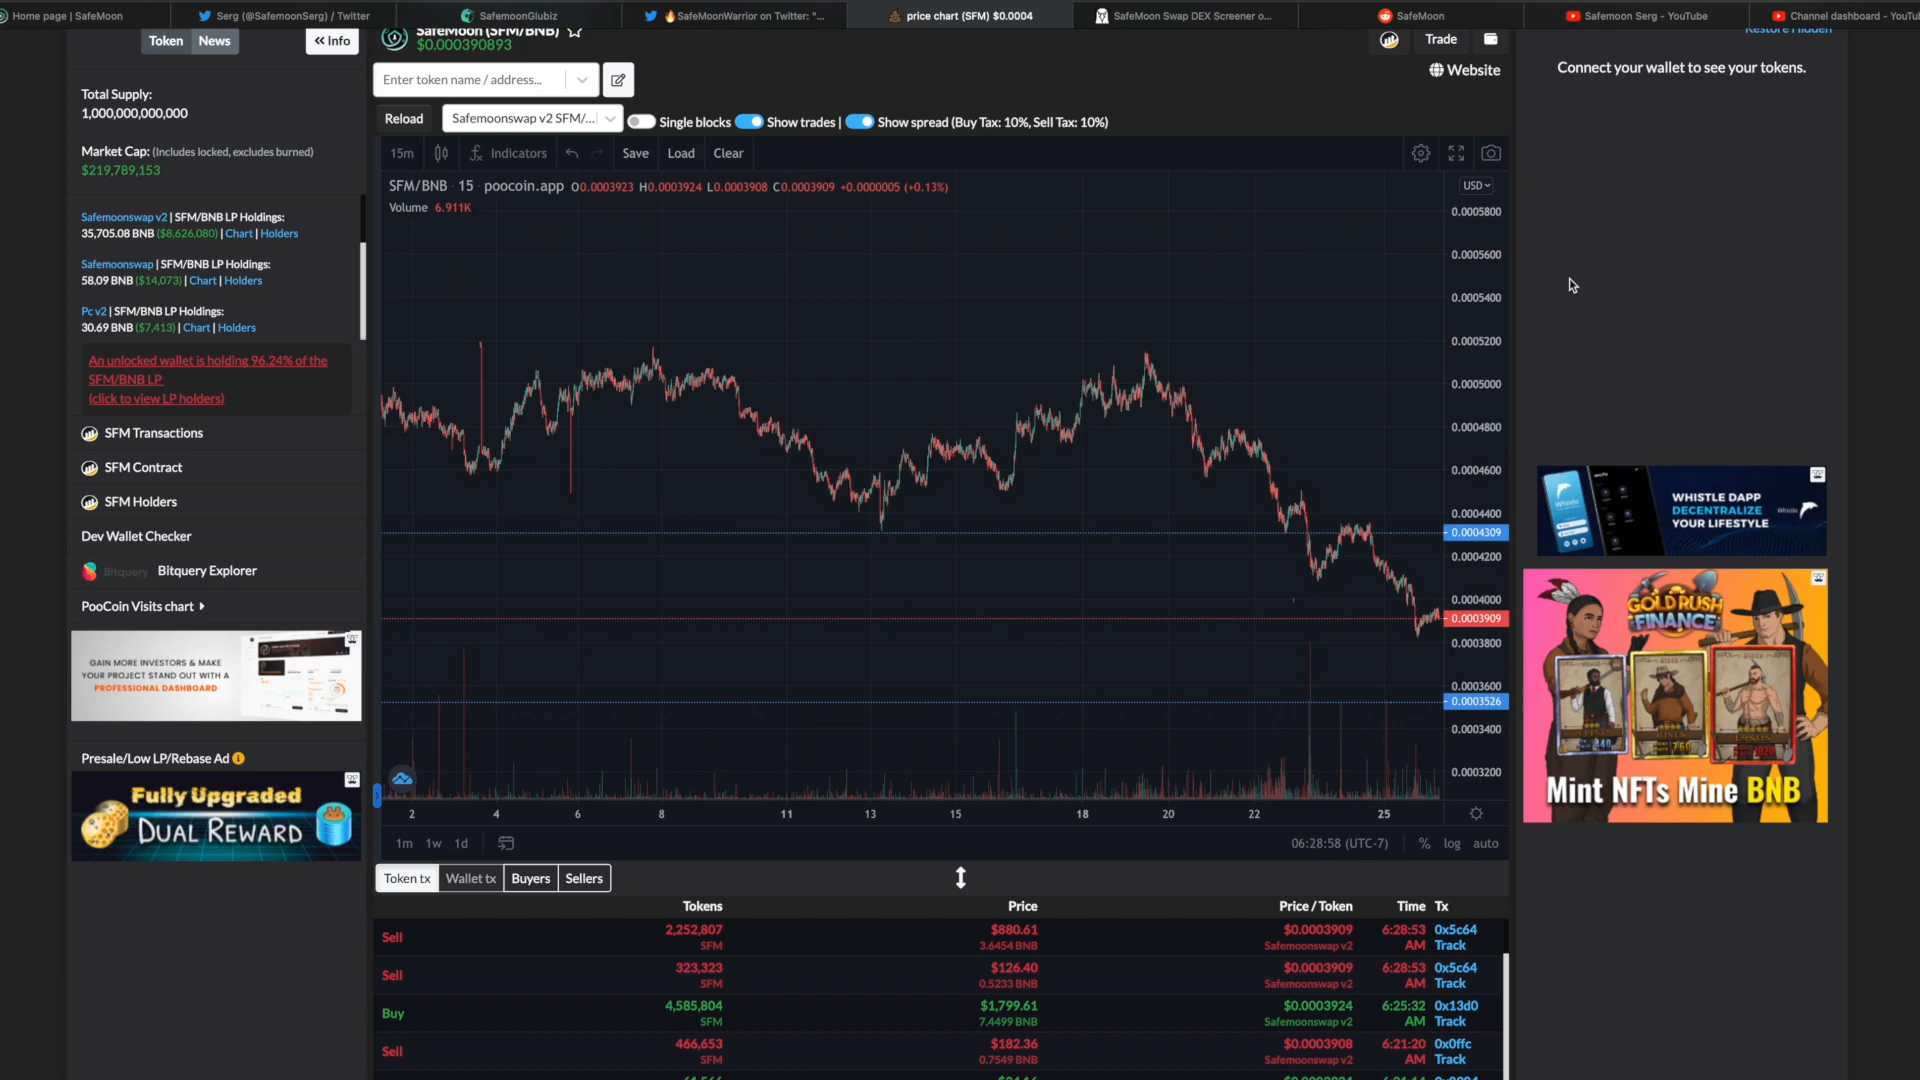 Home page | SafeMoon
Serg (@SafemoonSerg) / Twitter
SafemoonGlubiz
🔥SafeMoonWarrior on Twitter: "...
price chart (SFM) $0.0004
SafeMoon Swap DEX Screener o...
SafeMoon
Safemoon Serg - YouTube
Channel dashboard - YouTu
Token
News
Info
Total Supply:
1,000,000,000,000
Market Cap: (Includes locked, excludes burned)
$219,789,153
Safemoonswap v2 | SFM/BNB LP Holdings:
35,705.08 BNB ($8,626,080) | Chart | Holders
Safemoonswap | SFM/BNB LP Holdings:
58.09 BNB ($14,073) | Chart | Holders
Pc v2 | SFM/BNB LP Holdings:
30.69 BNB ($7,413) | Chart | Holders
An unlocked wallet is holding 96.24% of the
SFM/BNB LP
(click to view LP holders)
SFM Transactions
SFM Contract
SFM Holders
Dev Wallet Checker
Bitquery Bitquery Explorer
PooCoin Visits chart
GAIN MORE INVESTORS & MAKE
YOUR PROJECT STAND OUT WITH A
PROFESSIONAL DASHBOARD
Presale/Low LP/Rebase Ad
Fully Upgraded
DUAL REWARD
SafeMoon (SFM/BNB)
$0.000390893
Trade
Enter token name / address...
Website
Reload
Safemoonswap v2 SFM/...
Single blocks
Show trades |
Show spread (Buy Tax: 10%, Sell Tax: 10%)
15m
Indicators
Save
Load
Clear
SFM/BNB · 15 · poocoin.app O0.0003923 H0.0003924 L0.0003908 C0.0003909 +0.0000005 (+0.13%)
Volume 6.911K
USD
0.0005800
0.0005600
0.0005400
0.0005200
0.0005000
0.0004800
0.0004600
0.0004400
0.0004309
0.0004200
0.0004000
0.0003909
0.0003800
0.0003600
0.0003526
0.0003400
0.0003200
2 4 6 8 11 13 15 18 20 22 25
1m 1w 1d
06:28:58 (UTC-7)
% log auto
Token tx
Wallet tx
Buyers
Sellers
Tokens Price Price / Token Time Tx
Sell 2,252,807 $880.61 $0.0003909 6:28:53 0x5c64
SFM 3.6454 BNB Safemoonswap v2 AM Track
Sell 323,323 $126.40 $0.0003909 6:28:53 0x5c64
SFM 0.5233 BNB Safemoonswap v2 AM Track
Buy 4,585,804 $1,799.61 $0.0003924 6:25:32 0x13d0
SFM 7.4499 BNB Safemoonswap v2 AM Track
Sell 466,653 $182.36 $0.0003908 6:21:20 0x0ffc
SFM 0.7549 BNB Safemoonswap v2 AM Track
Restore Hidden
Connect your wallet to see your tokens.
WHISTLE DAPP
DECENTRALIZE
YOUR LIFESTYLE
Whistle
GOLD RUSH
FINANCE
Mint NFTs Mine BNB